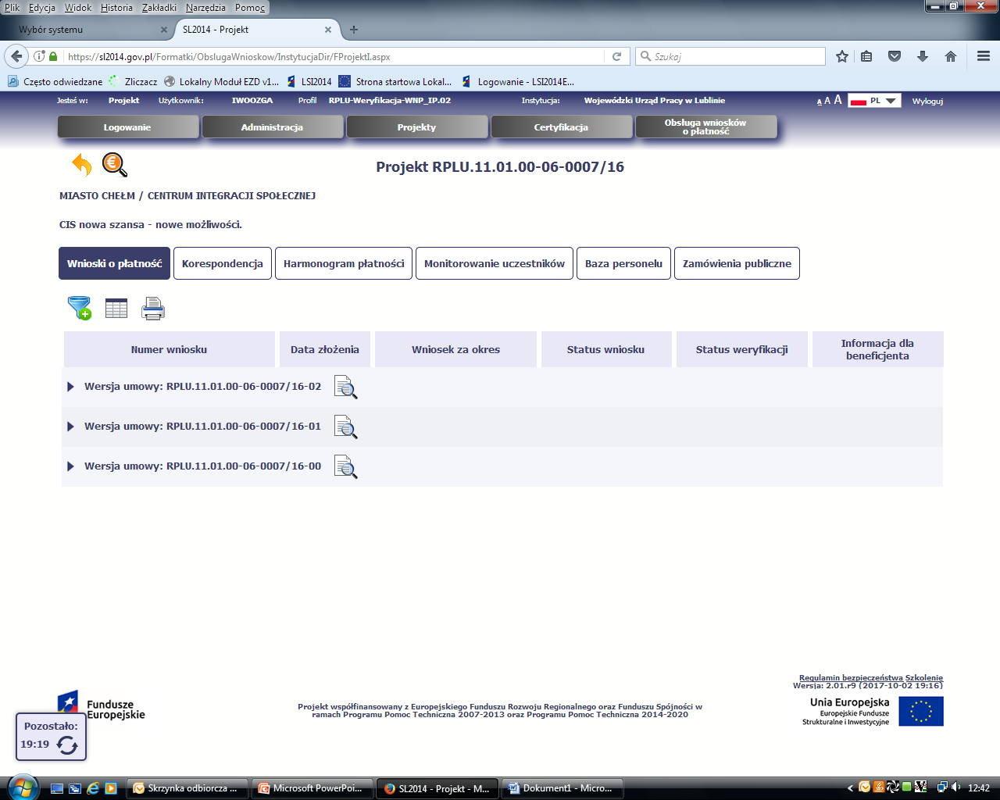 Plik Edycja Widok Historia Zakładki Narzędzia Pomoc
Wybór systemu
SL2014 - Projekt
https://sl2014.gov.pl/Formatki/ObslugaWnioskow/InstytucjaDir/FProjektI.aspx
Szukaj
Często odwiedzane Zliczacz Lokalny Moduł EZD v1... LSI2014 Strona startowa Lokal... Logowanie - LSI2014E...
Jesteś w: Projekt Użytkownik: IWOOZGA Profil RPLU-Weryfikacja-WNP_IP.02 Instytucja: Wojewódzki Urząd Pracy w Lublinie A A A PL Wyloguj
Logowanie Administracja Projekty Certyfikacja Obsługa wniosków
o płatność
Projekt RPLU.11.01.00-06-0007/16
MIASTO CHEŁM / CENTRUM INTEGRACJI SPOŁECZNEJ
CIS nowa szansa - nowe możliwości.
Wnioski o płatność Korespondencja Harmonogram płatności Monitorowanie uczestników Baza personelu Zamówienia publiczne
Numer wniosku Data złożenia Wniosek za okres Status wniosku Status weryfikacji Informacja dla
beneficjenta
Wersja umowy: RPLU.11.01.00-06-0007/16-02
Wersja umowy: RPLU.11.01.00-06-0007/16-01
Wersja umowy: RPLU.11.01.00-06-0007/16-00
Regulamin bezpieczeństwa Szkolenie
Wersja: 2.01.r9 (2017-10-02 19:16)
Fundusze
Europejskie
Projekt współfinansowany z Europejskiego Funduszu Rozwoju Regionalnego oraz Funduszu Spójności w
ramach Programu Pomoc Techniczna 2007-2013 oraz Programu Pomoc Techniczna 2014-2020
Unia Europejska
Europejskie Fundusze
Strukturalne i Inwestycyjne
Pozostało:
19:19
Skrzynka odbiorcza ... Microsoft PowerPoi... SL2014 - Projekt - M... Dokument1 - Micro... 12:42